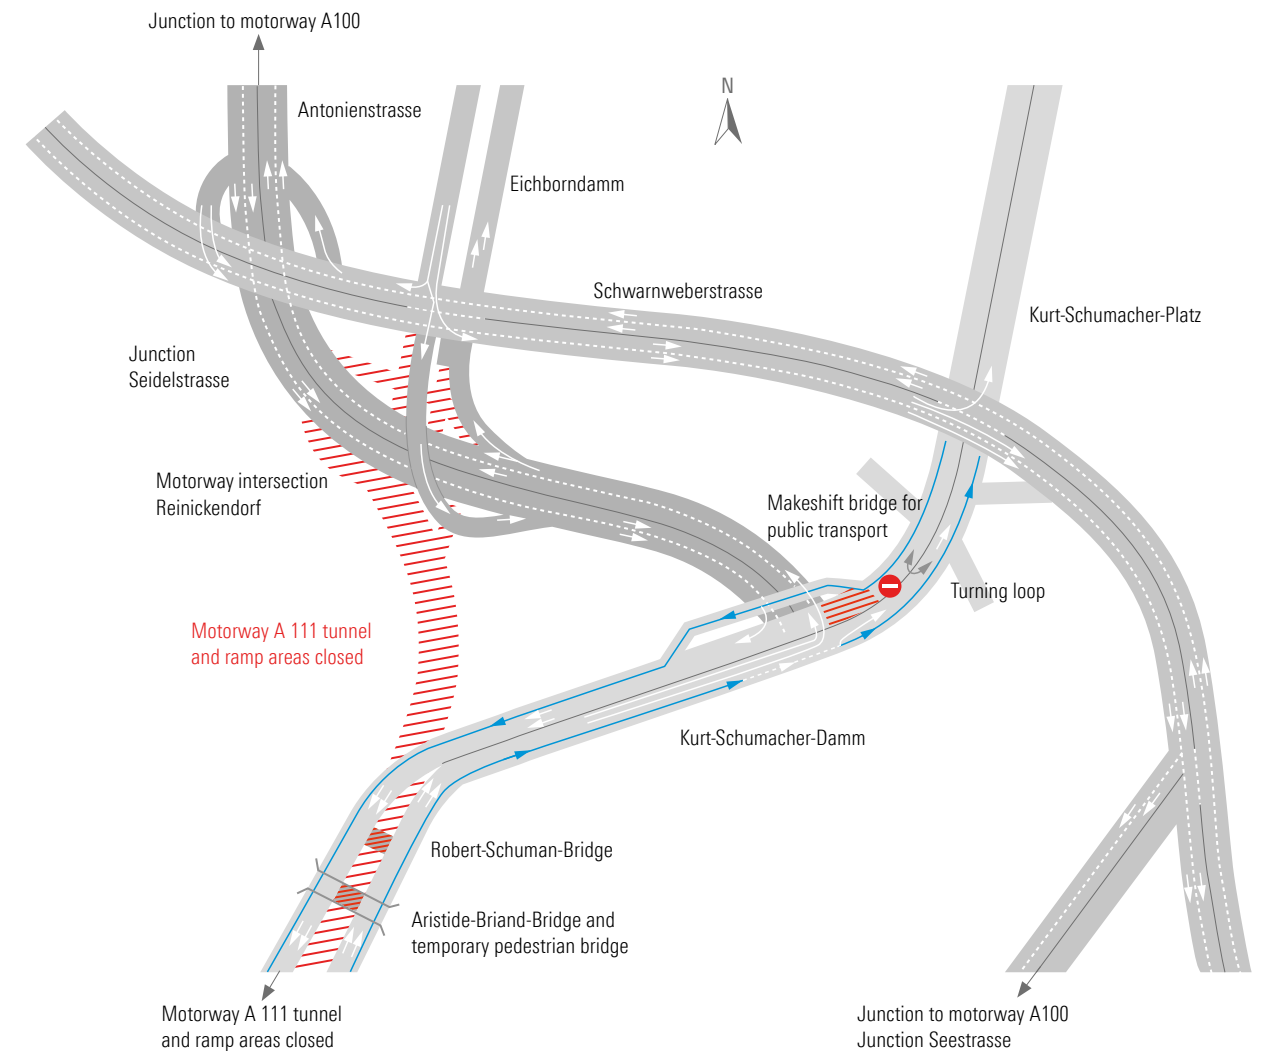 Junction to motorway A100
Antonienstrasse
N
Eichborndamm
Schwarnweberstrasse
Kurt-Schumacher-Platz
Junction
Seidelstrasse
Motorway intersection
Reinickendorf
Makeshift bridge for
public transport
Turning loop
Motorway A 111 tunnel
and ramp areas closed
Kurt-Schumacher-Damm
Robert-Schuman-Bridge
Aristide-Briand-Bridge and
temporary pedestrian bridge
Motorway A 111 tunnel
and ramp areas closed
Junction to motorway A100
Junction Seestrasse